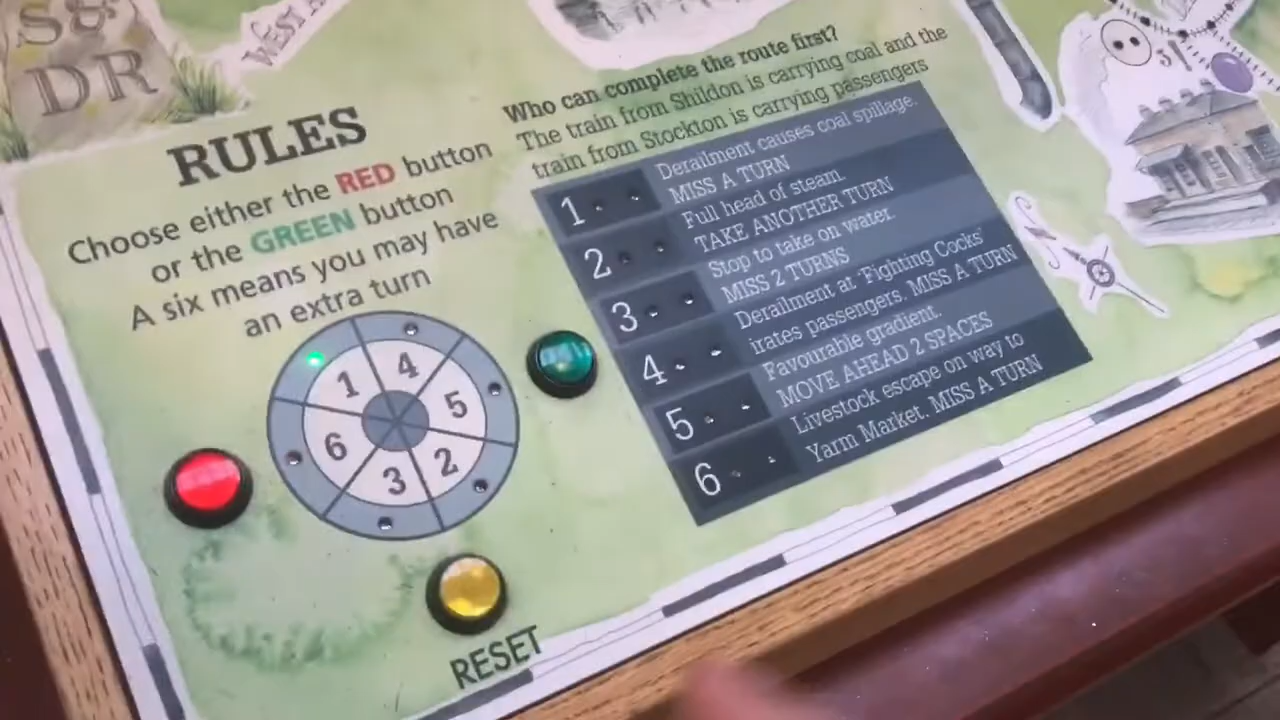 S&
DR
WEST
RULES
Choose either the RED button
or the GREEN button
A six means you may have
an extra turn
Who can complete the route first?
The train from Shildon is carrying coal and the
train from Stockton is carrying passengers
1 Derailment causes coal spillage.
MISS A TURN
2 Full head of steam.
TAKE ANOTHER TURN
3 Stop to take on water.
MISS 2 TURNS
4 Derailment at 'Fighting Cocks'
irates passengers. MISS A TURN
5 Favourable gradient.
MOVE AHEAD 2 SPACES
6 Livestock escape on way to
Yarm Market. MISS A TURN
1
4
5
2
3
6
RESET